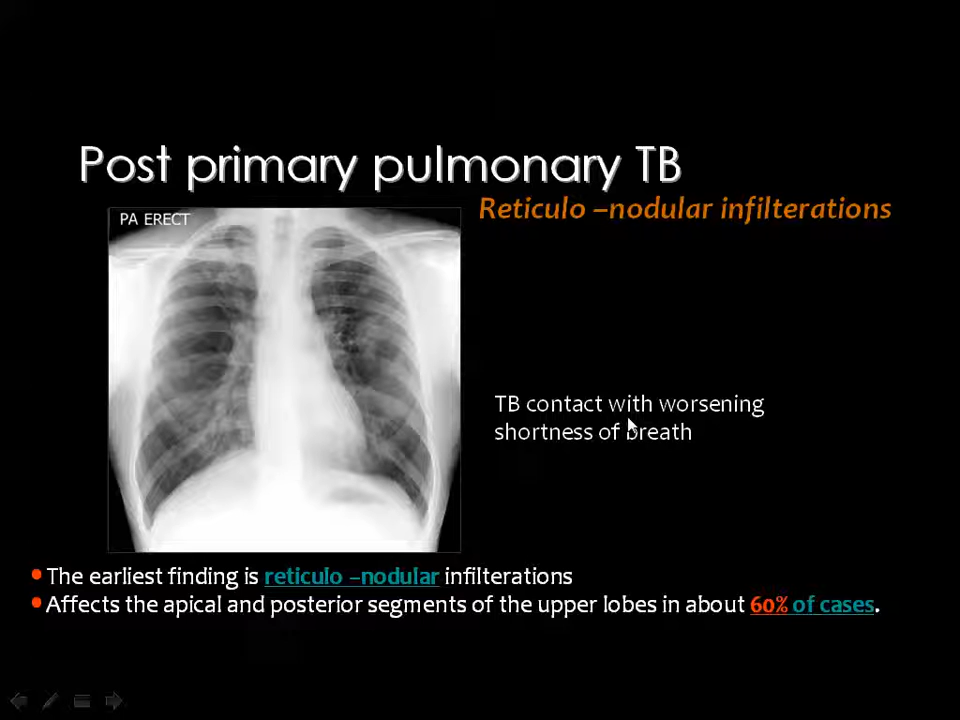 Post primary pulmonary TB
Reticulo –nodular infilterations
PA ERECT
TB contact with worsening
shortness of breath
•The earliest finding is reticulo –nodular infilterations
•Affects the apical and posterior segments of the upper lobes in about 60% of cases.